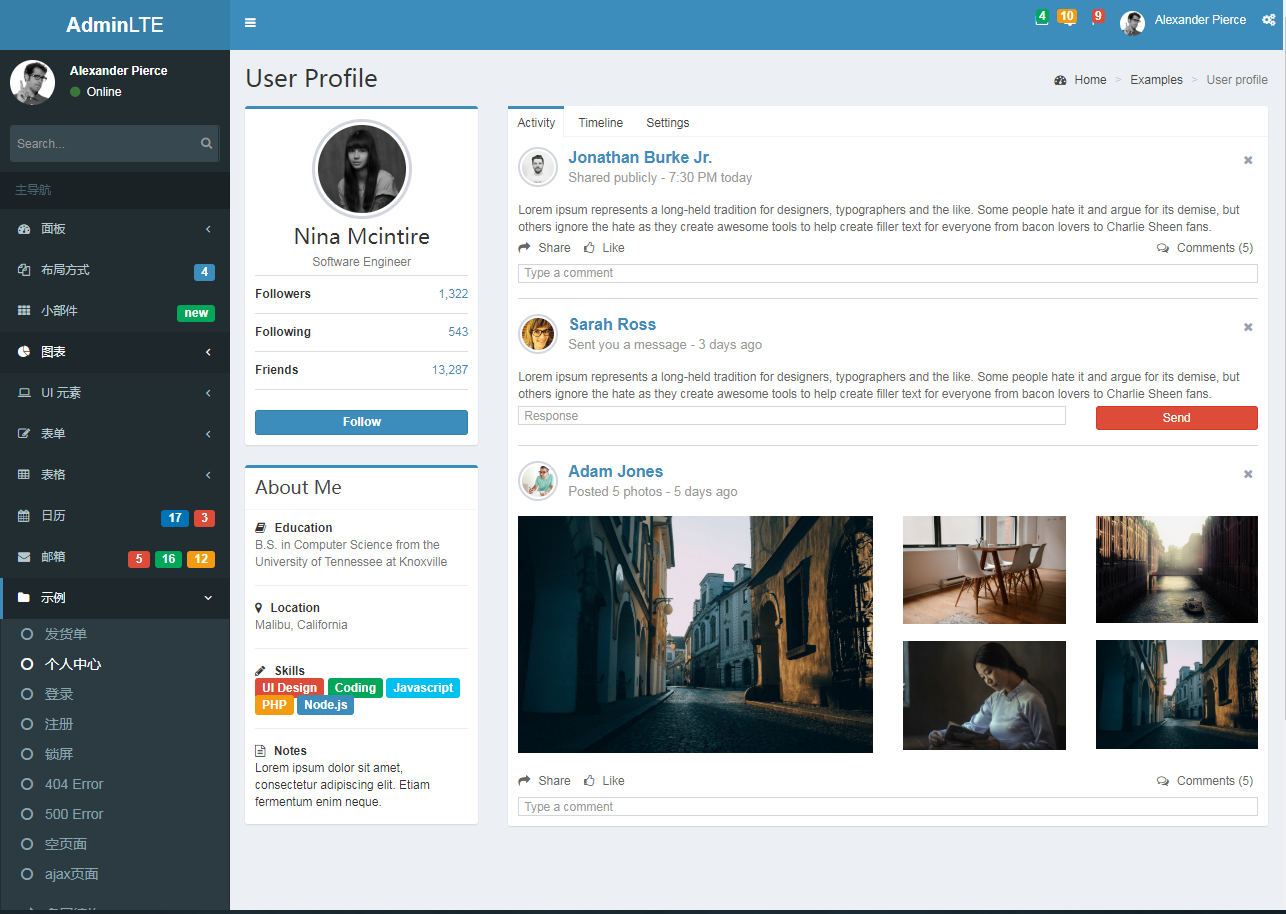 AdminLTE
4
10
9
Alexander Pierce
Alexander Pierce
Online
Search...
主导航
面板
布局方式
4
小部件
new
图表
UI 元素
表单
表格
日历
17
3
邮箱
5
16
12
示例
发货单
个人中心
登录
注册
锁屏
404 Error
500 Error
空页面
ajax页面
User Profile
Home > Examples > User profile
Nina Mcintire
Software Engineer
Followers 1,322
Following 543
Friends 13,287
Follow
About Me
Education
B.S. in Computer Science from the
University of Tennessee at Knoxville
Location
Malibu, California
Skills
UI Design Coding Javascript
PHP Node.js
Notes
Lorem ipsum dolor sit amet,
consectetur adipiscing elit. Etiam
fermentum enim neque.
Activity Timeline Settings
Jonathan Burke Jr.
Shared publicly - 7:30 PM today
Lorem ipsum represents a long-held tradition for designers, typographers and the like. Some people hate it and argue for its demise, but
others ignore the hate as they create awesome tools to help create filler text for everyone from bacon lovers to Charlie Sheen fans.
Share Like Comments (5)
Type a comment
Sarah Ross
Sent you a message - 3 days ago
Lorem ipsum represents a long-held tradition for designers, typographers and the like. Some people hate it and argue for its demise, but
others ignore the hate as they create awesome tools to help create filler text for everyone from bacon lovers to Charlie Sheen fans.
Response
Send
Adam Jones
Posted 5 photos - 5 days ago
Share Like Comments (5)
Type a comment